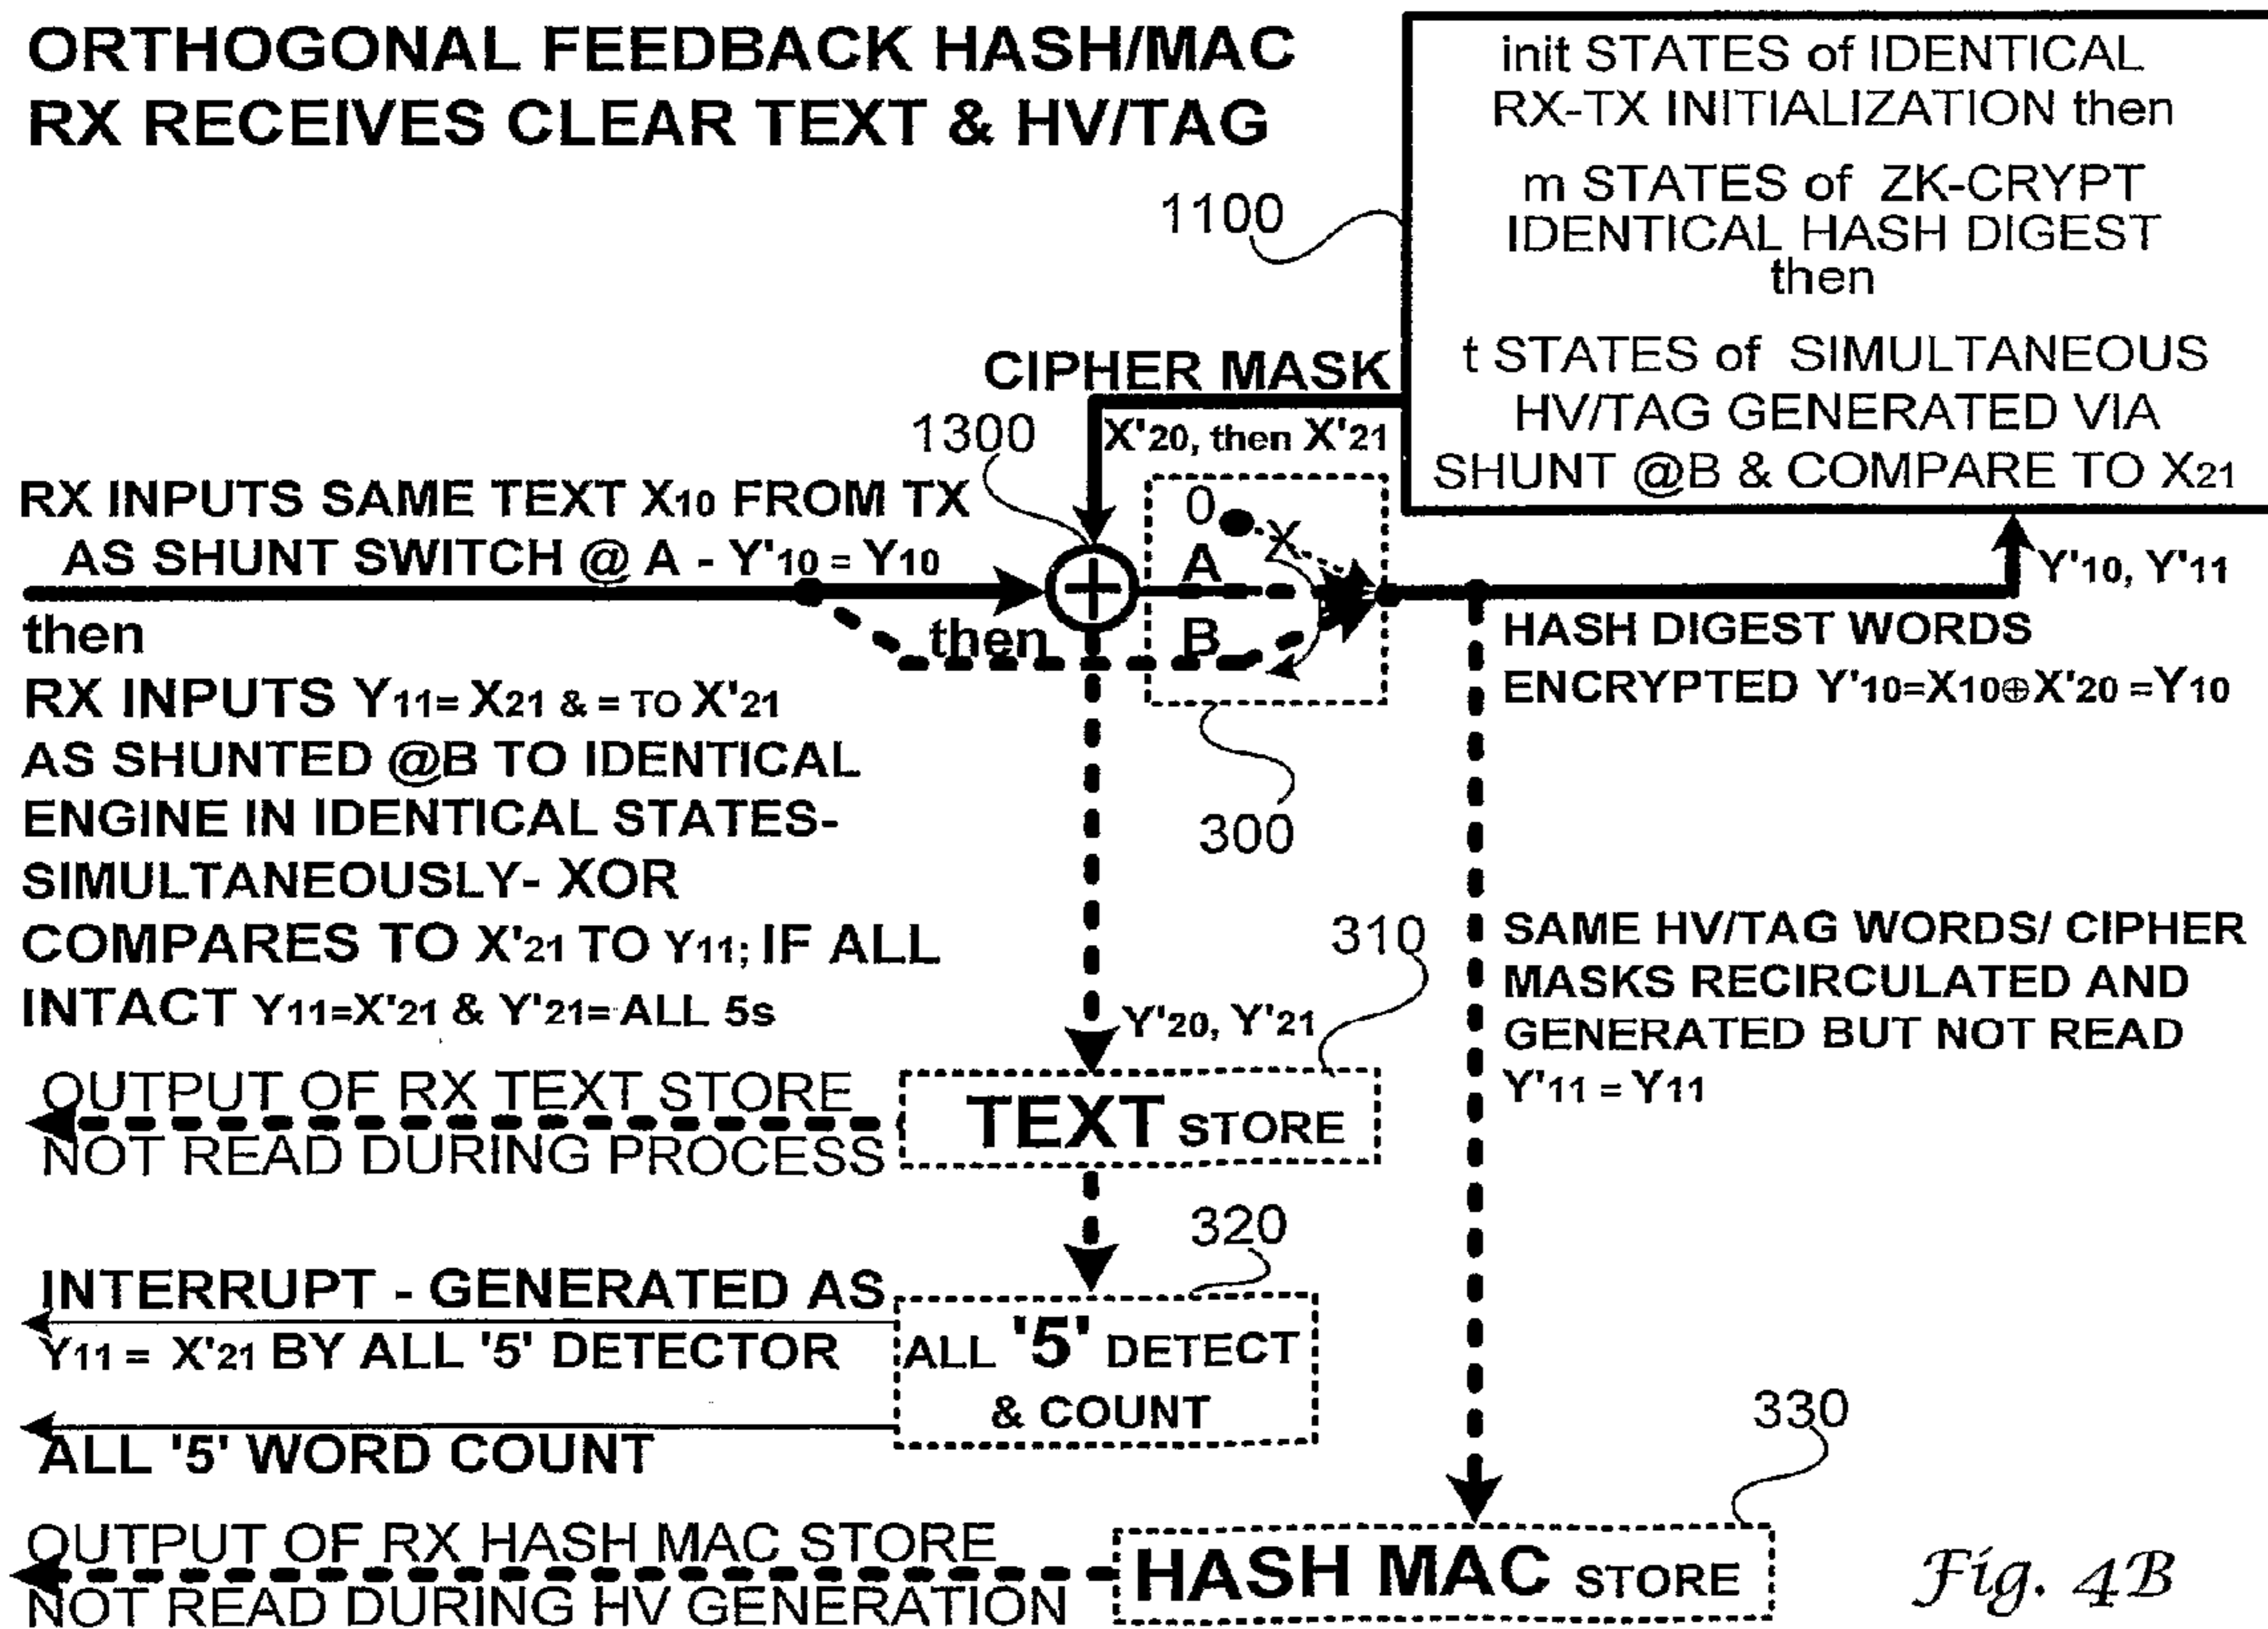 ORTHOGONAL FEEDBACK HASH/MAC
RX RECEIVES CLEAR TEXT & HV/TAG
init STATES of IDENTICAL
RX-TX INITIALIZATION then
m STATES of ZK-CRYPT
IDENTICAL HASH DIGEST
then
t STATES of SIMULTANEOUS
HV/TAG GENERATED VIA
SHUNT @B & COMPARE TO X21
1100
CIPHER MASK
X'20, then X'21
1300
RX INPUTS SAME TEXT X10 FROM TX
AS SHUNT SWITCH @ A - Y'10 = Y10
0
X
A
B
then
Y'10, Y'11
then
RX INPUTS Y11= X21 & = TO X'21
AS SHUNTED @B TO IDENTICAL
ENGINE IN IDENTICAL STATES-
SIMULTANEOUSLY- XOR
COMPARES TO X'21 TO Y11; IF ALL
INTACT Y11=X'21 & Y'21= ALL 5s
HASH DIGEST WORDS
ENCRYPTED Y'10=X10⊕X'20 =Y10
300
310
SAME HV/TAG WORDS/ CIPHER
MASKS RECIRCULATED AND
GENERATED BUT NOT READ
Y'11 = Y11
Y'20, Y'21
OUTPUT OF RX TEXT STORE
NOT READ DURING PROCESS
TEXT STORE
320
INTERRUPT - GENERATED AS
Y11 = X'21 BY ALL '5' DETECTOR
ALL '5' DETECT
& COUNT
ALL '5' WORD COUNT
330
OUTPUT OF RX HASH MAC STORE
NOT READ DURING HV GENERATION
HASH MAC STORE
Fig. 4B